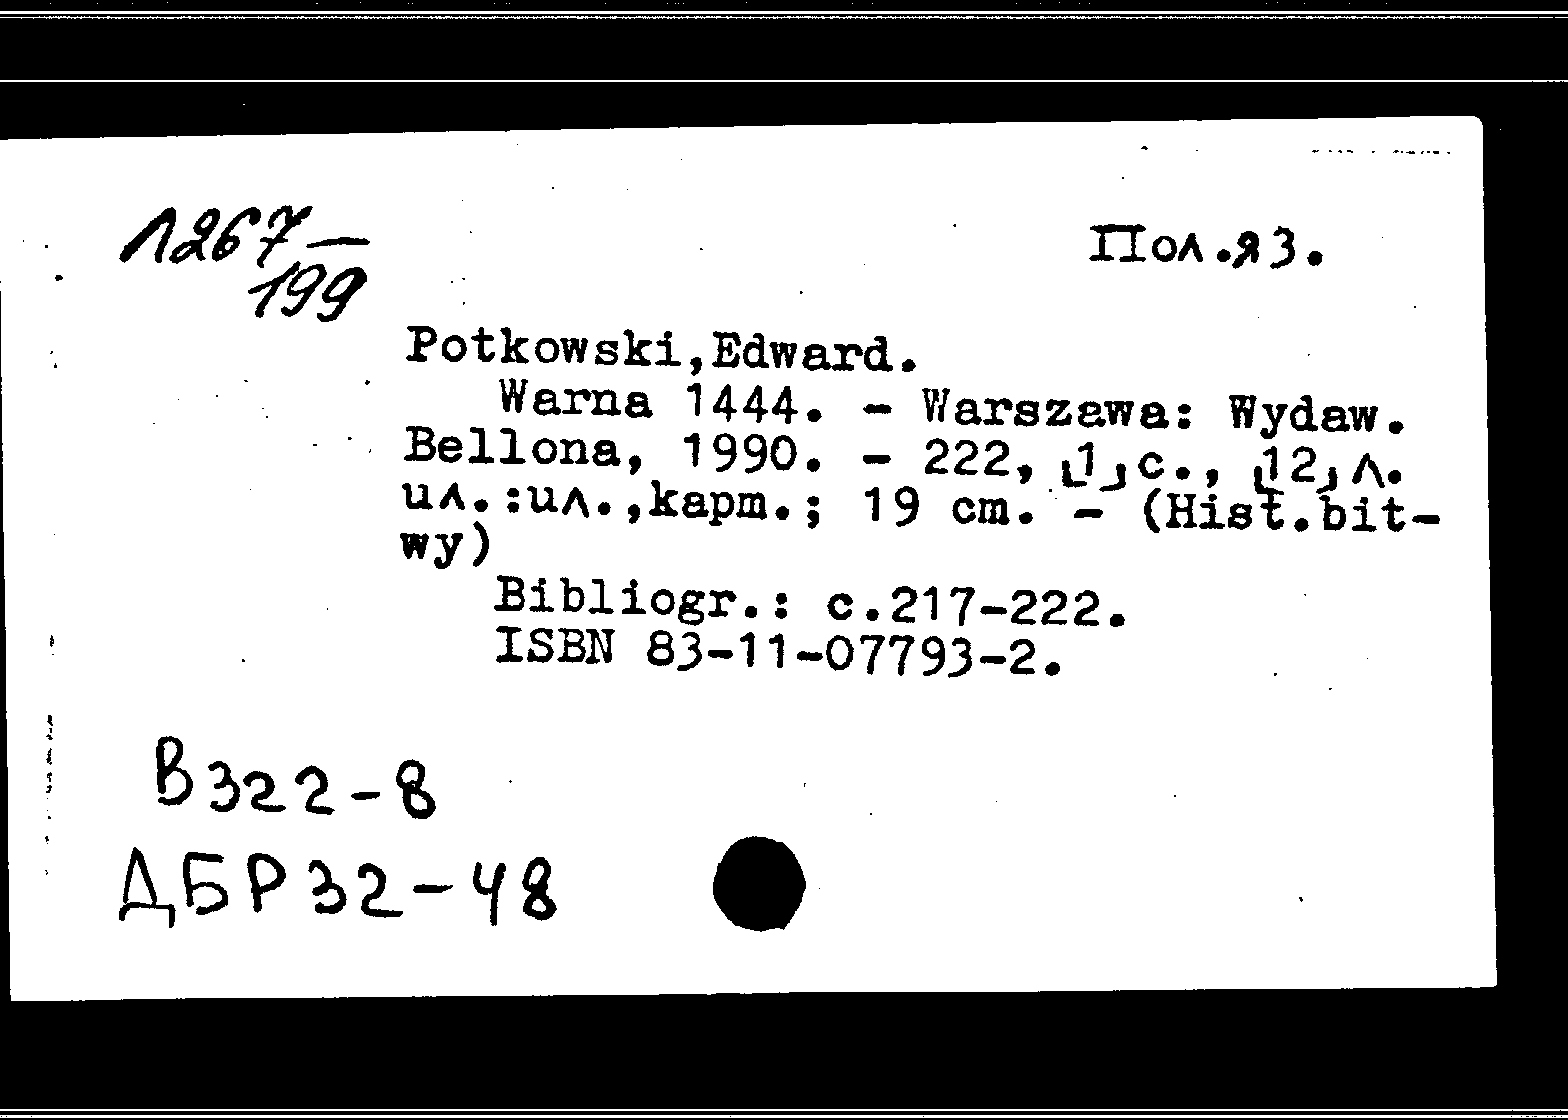 Л267-
199
Пол.яз.
Potkowski,Edward.
Warna 1444. - Warszawa: Wydaw.
Bellona, 1990. - 222, [1] с., [12] л.
ил.:ил.,карт.; 19 cm. - (Hist.bit-
wy)
Bibliogr.: c.217-222.
ISBN 83-11-07793-2.
В322-8
ДБР32-48